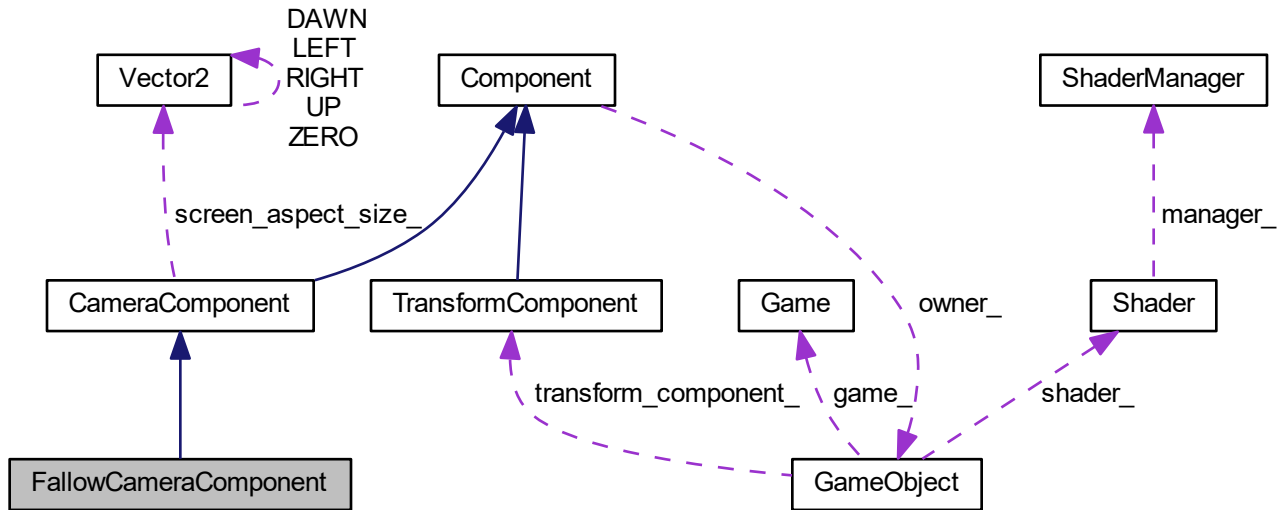 DAWN
LEFT
RIGHT
UP
ZERO
Vector2
Component
ShaderManager
screen_aspect_size_
manager_
CameraComponent
TransformComponent
Game
owner_
Shader
transform_component_
game_
shader_
FallowCameraComponent
GameObject